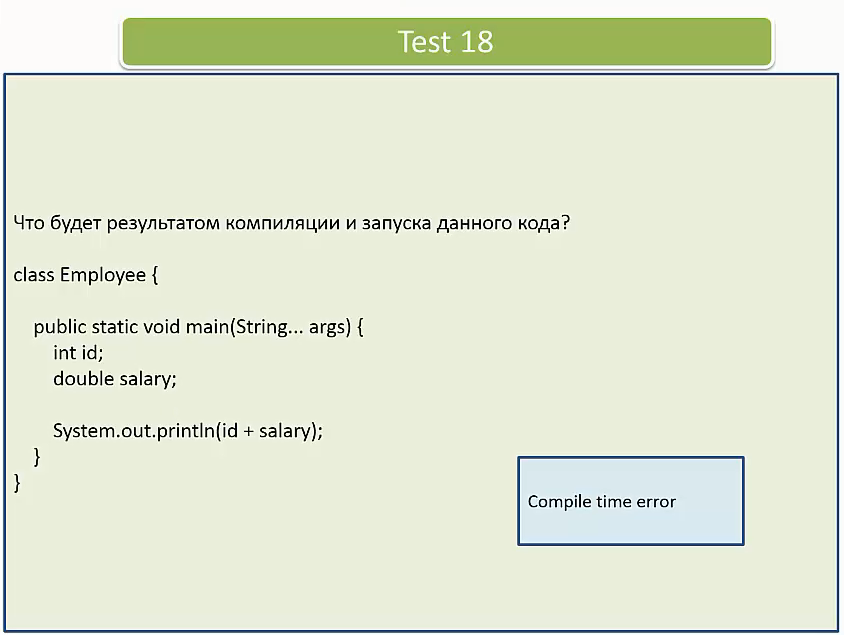 Test 18
Что будет результатом компиляции и запуска данного кода?
class Employee {
public static void main(String... args) {
int id;
double salary;
System.out.println(id + salary);
}
}
Compile time error